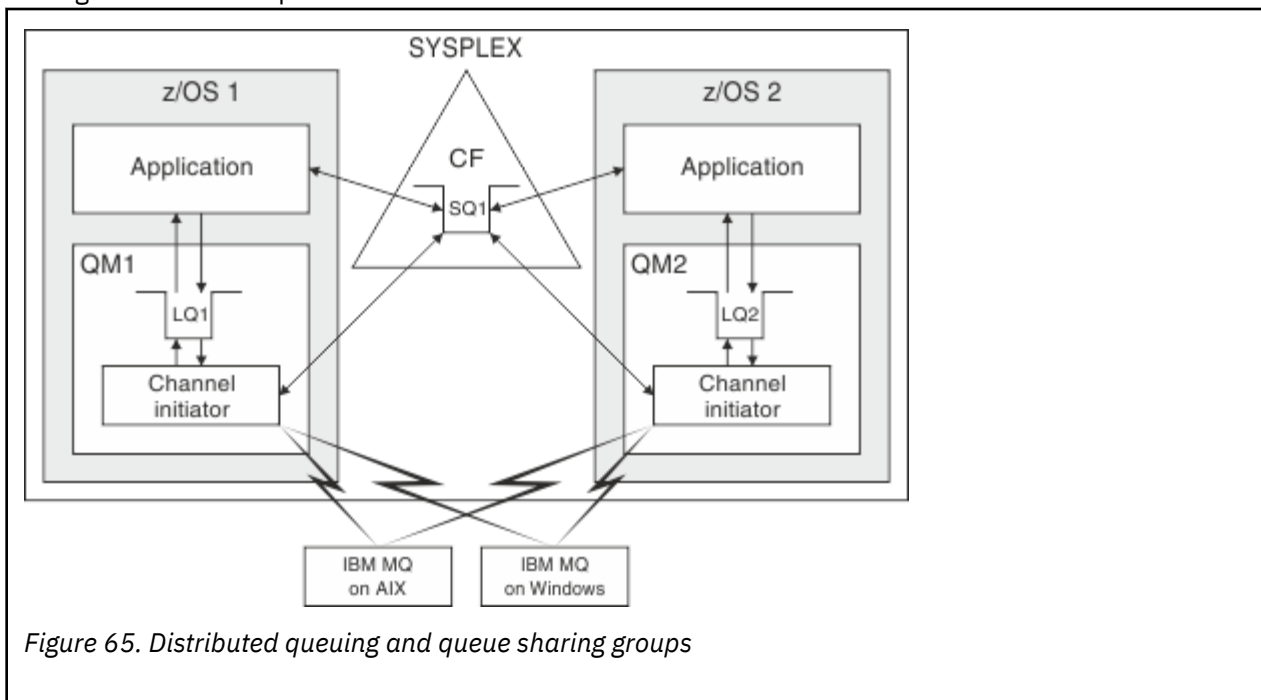 SYSPLEX
z/OS 1
z/OS 2
Application
CF
Application
SQ1
QM1
QM2
LQ1
LQ2
Channel
initiator
Channel
initiator
IBM MQ
on AIX
IBM MQ
on Windows
Figure 65. Distributed queuing and queue sharing groups